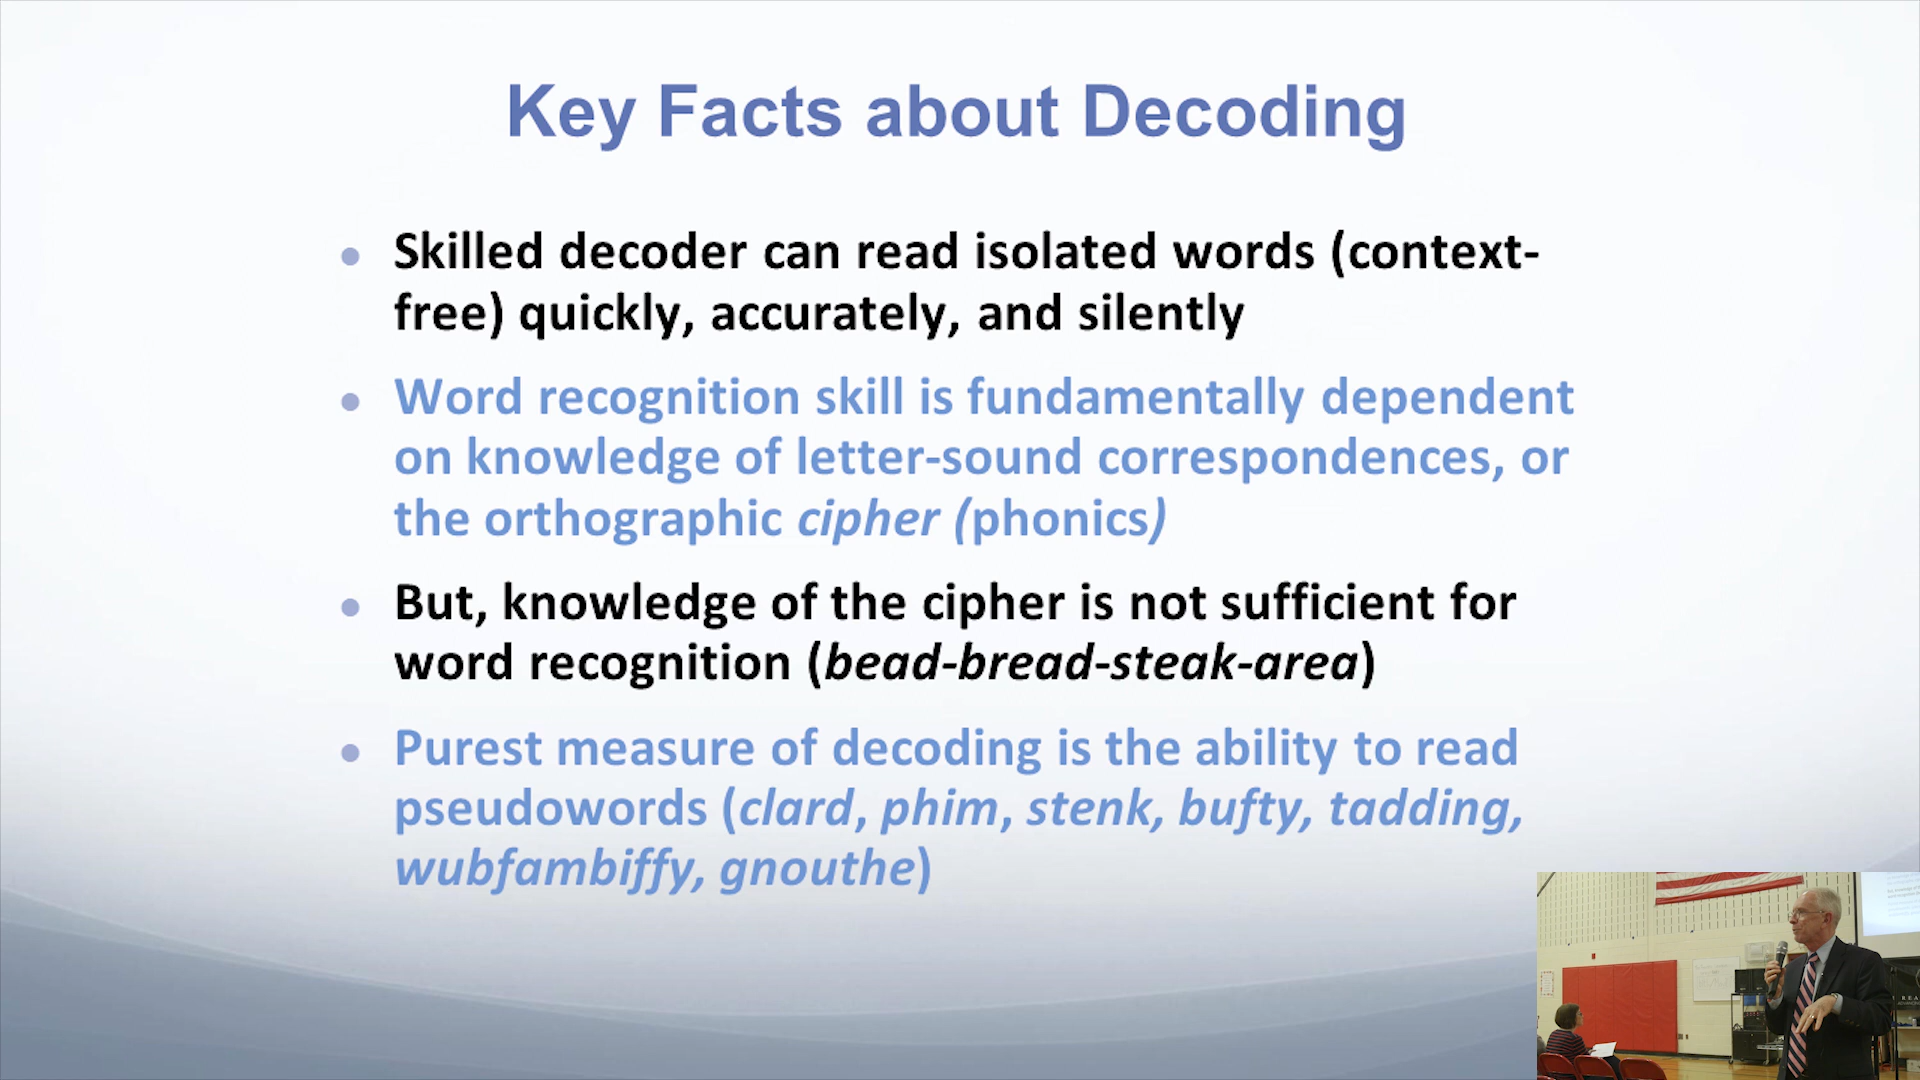 Key Facts about Decoding
Skilled decoder can read isolated words (context-
free) quickly, accurately, and silently
Word recognition skill is fundamentally dependent
on knowledge of letter-sound correspondences, or
the orthographic cipher (phonics)
But, knowledge of the cipher is not sufficient for
word recognition (bead-bread-steak-area)
Purest measure of decoding is the ability to read
pseudowords (clard, phim, stenk, bufty, tadding,
wubfambiffy, gnouthe)